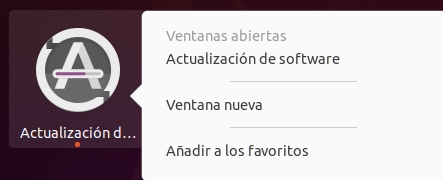 Ventanas abiertas
Actualización de software
Ventana nueva
Actualización d...
Añadir a los favoritos